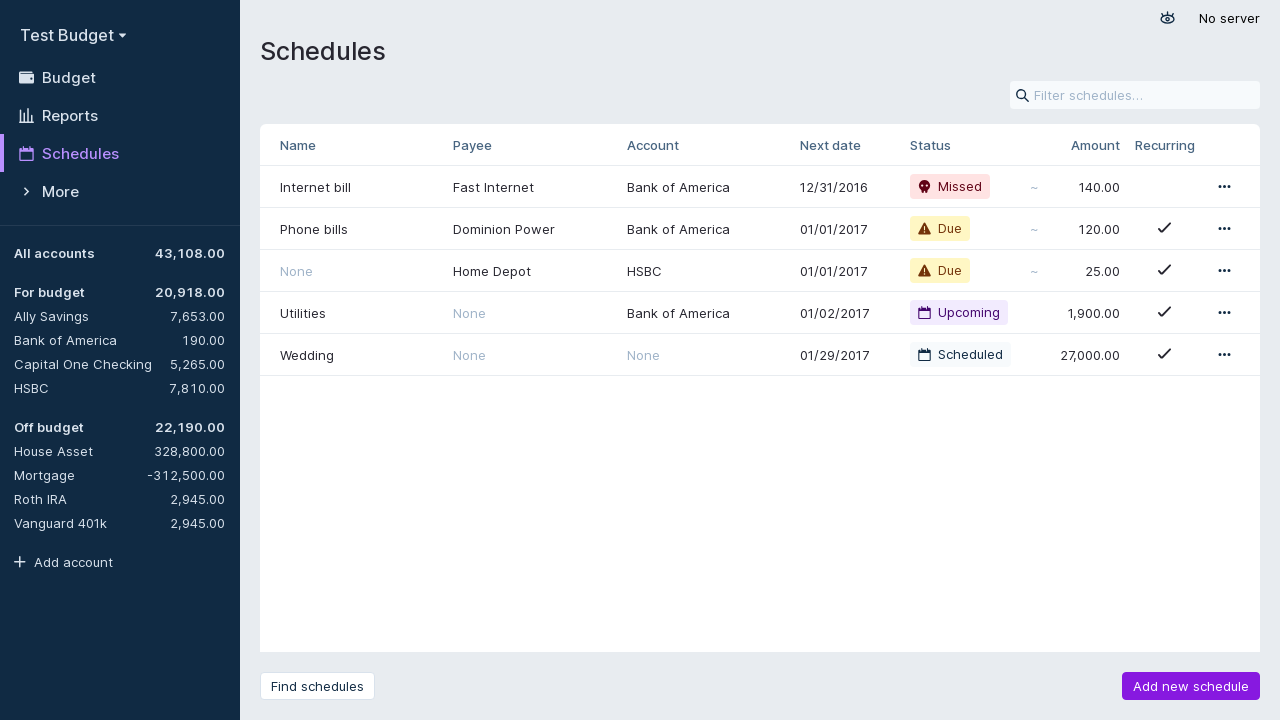 Test Budget
Budget
Reports
Schedules
More
All accounts 43,108.00
For budget 20,918.00
Ally Savings 7,653.00
Bank of America 190.00
Capital One Checking 5,265.00
HSBC 7,810.00
Off budget 22,190.00
House Asset 328,800.00
Mortgage -312,500.00
Roth IRA 2,945.00
Vanguard 401k 2,945.00
Add account
No server
Schedules
Filter schedules…
Name Payee Account Next date Status Amount Recurring
Internet bill Fast Internet Bank of America 12/31/2016 Missed ~ 140.00
Phone bills Dominion Power Bank of America 01/01/2017 Due ~ 120.00
None Home Depot HSBC 01/01/2017 Due ~ 25.00
Utilities None Bank of America 01/02/2017 Upcoming 1,900.00
Wedding None None 01/29/2017 Scheduled 27,000.00
Find schedules
Add new schedule